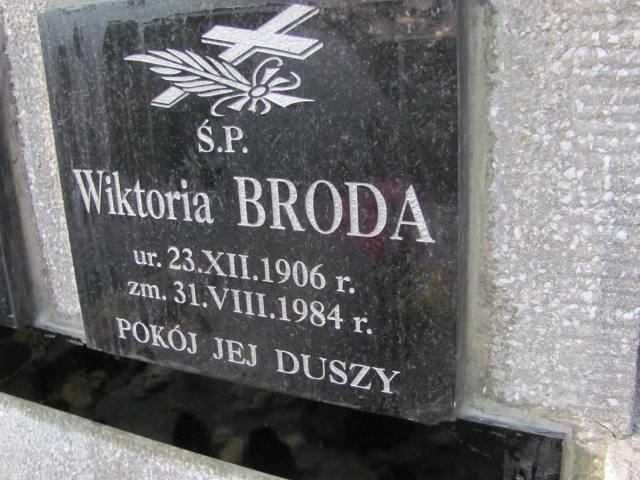 Ś.P.
Wiktoria BRODA
ur. 23.XII.1906 r.
zm. 31.VIII.1984 r.
POKÓJ JEJ DUSZY